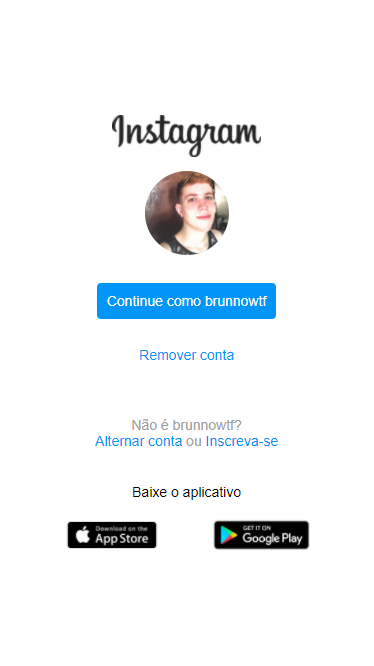 Instagram
Continue como brunnowtf
Remover conta
Não é brunnowtf?
Alternar conta ou Inscreva-se
Baixe o aplicativo
Download on the
App Store
GET IT ON
Google Play